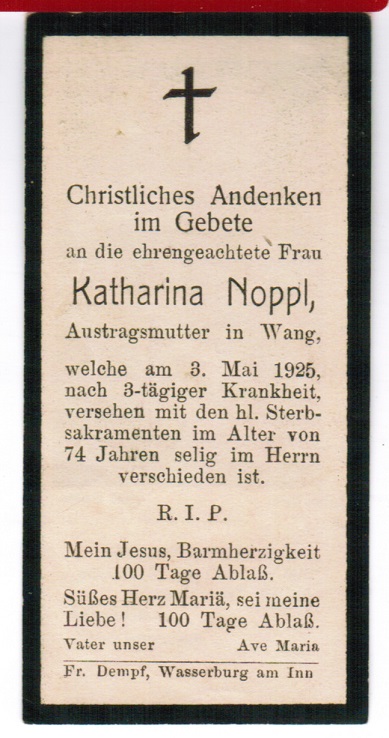 Christliches Andenken
im Gebete
an die ehrengeachtete Frau
Katharina Noppl,
Austragsmutter in Wang,
welche am 3. Mai 1925,
nach 3-tägiger Krankheit,
versehen mit den hl. Sterb-
sakramenten im Alter von
74 Jahren selig im Herrn
verschieden ist.
R. I. P.
Mein Jesus, Barmherzigkeit
100 Tage Ablaß.
Süßes Herz Mariä, sei meine
Liebe! 100 Tage Ablaß.
Vater unser Ave Maria
Fr. Dempf, Wasserburg am Inn